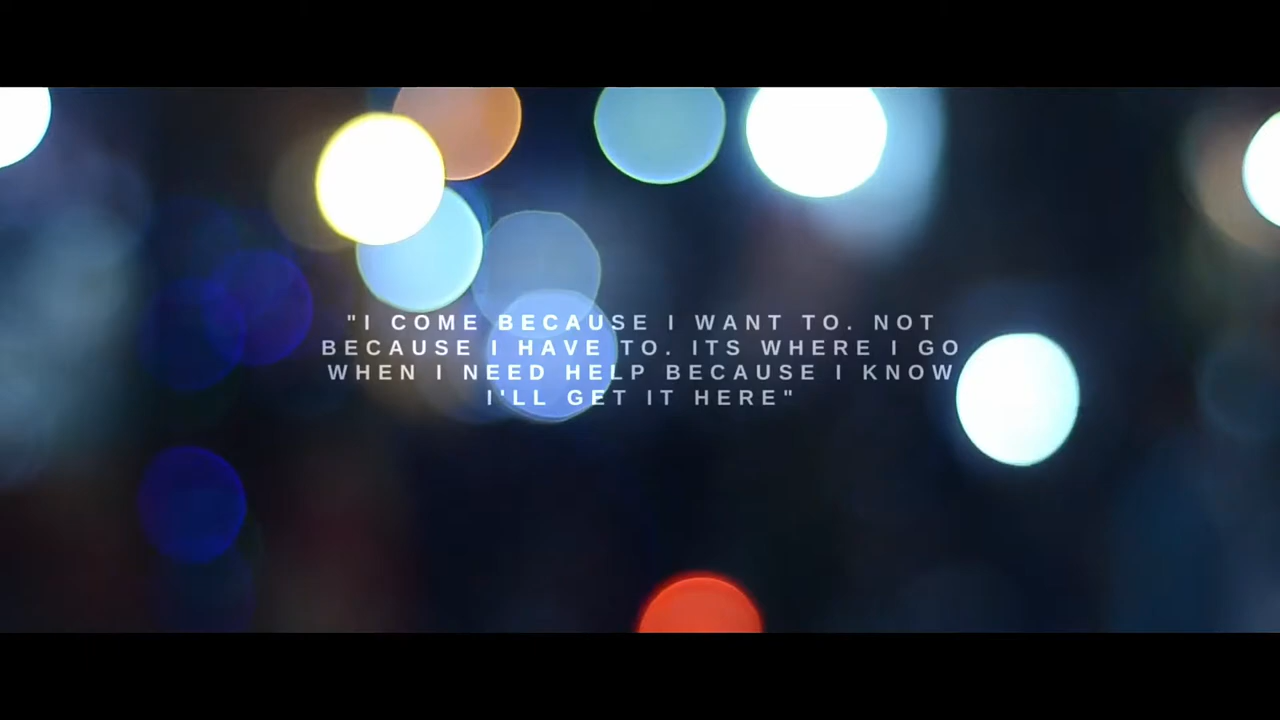 "I COME BECAUSE I WANT TO. NOT
BECAUSE I HAVE TO. ITS WHERE I GO
WHEN I NEED HELP BECAUSE I KNOW
I'LL GET IT HERE"